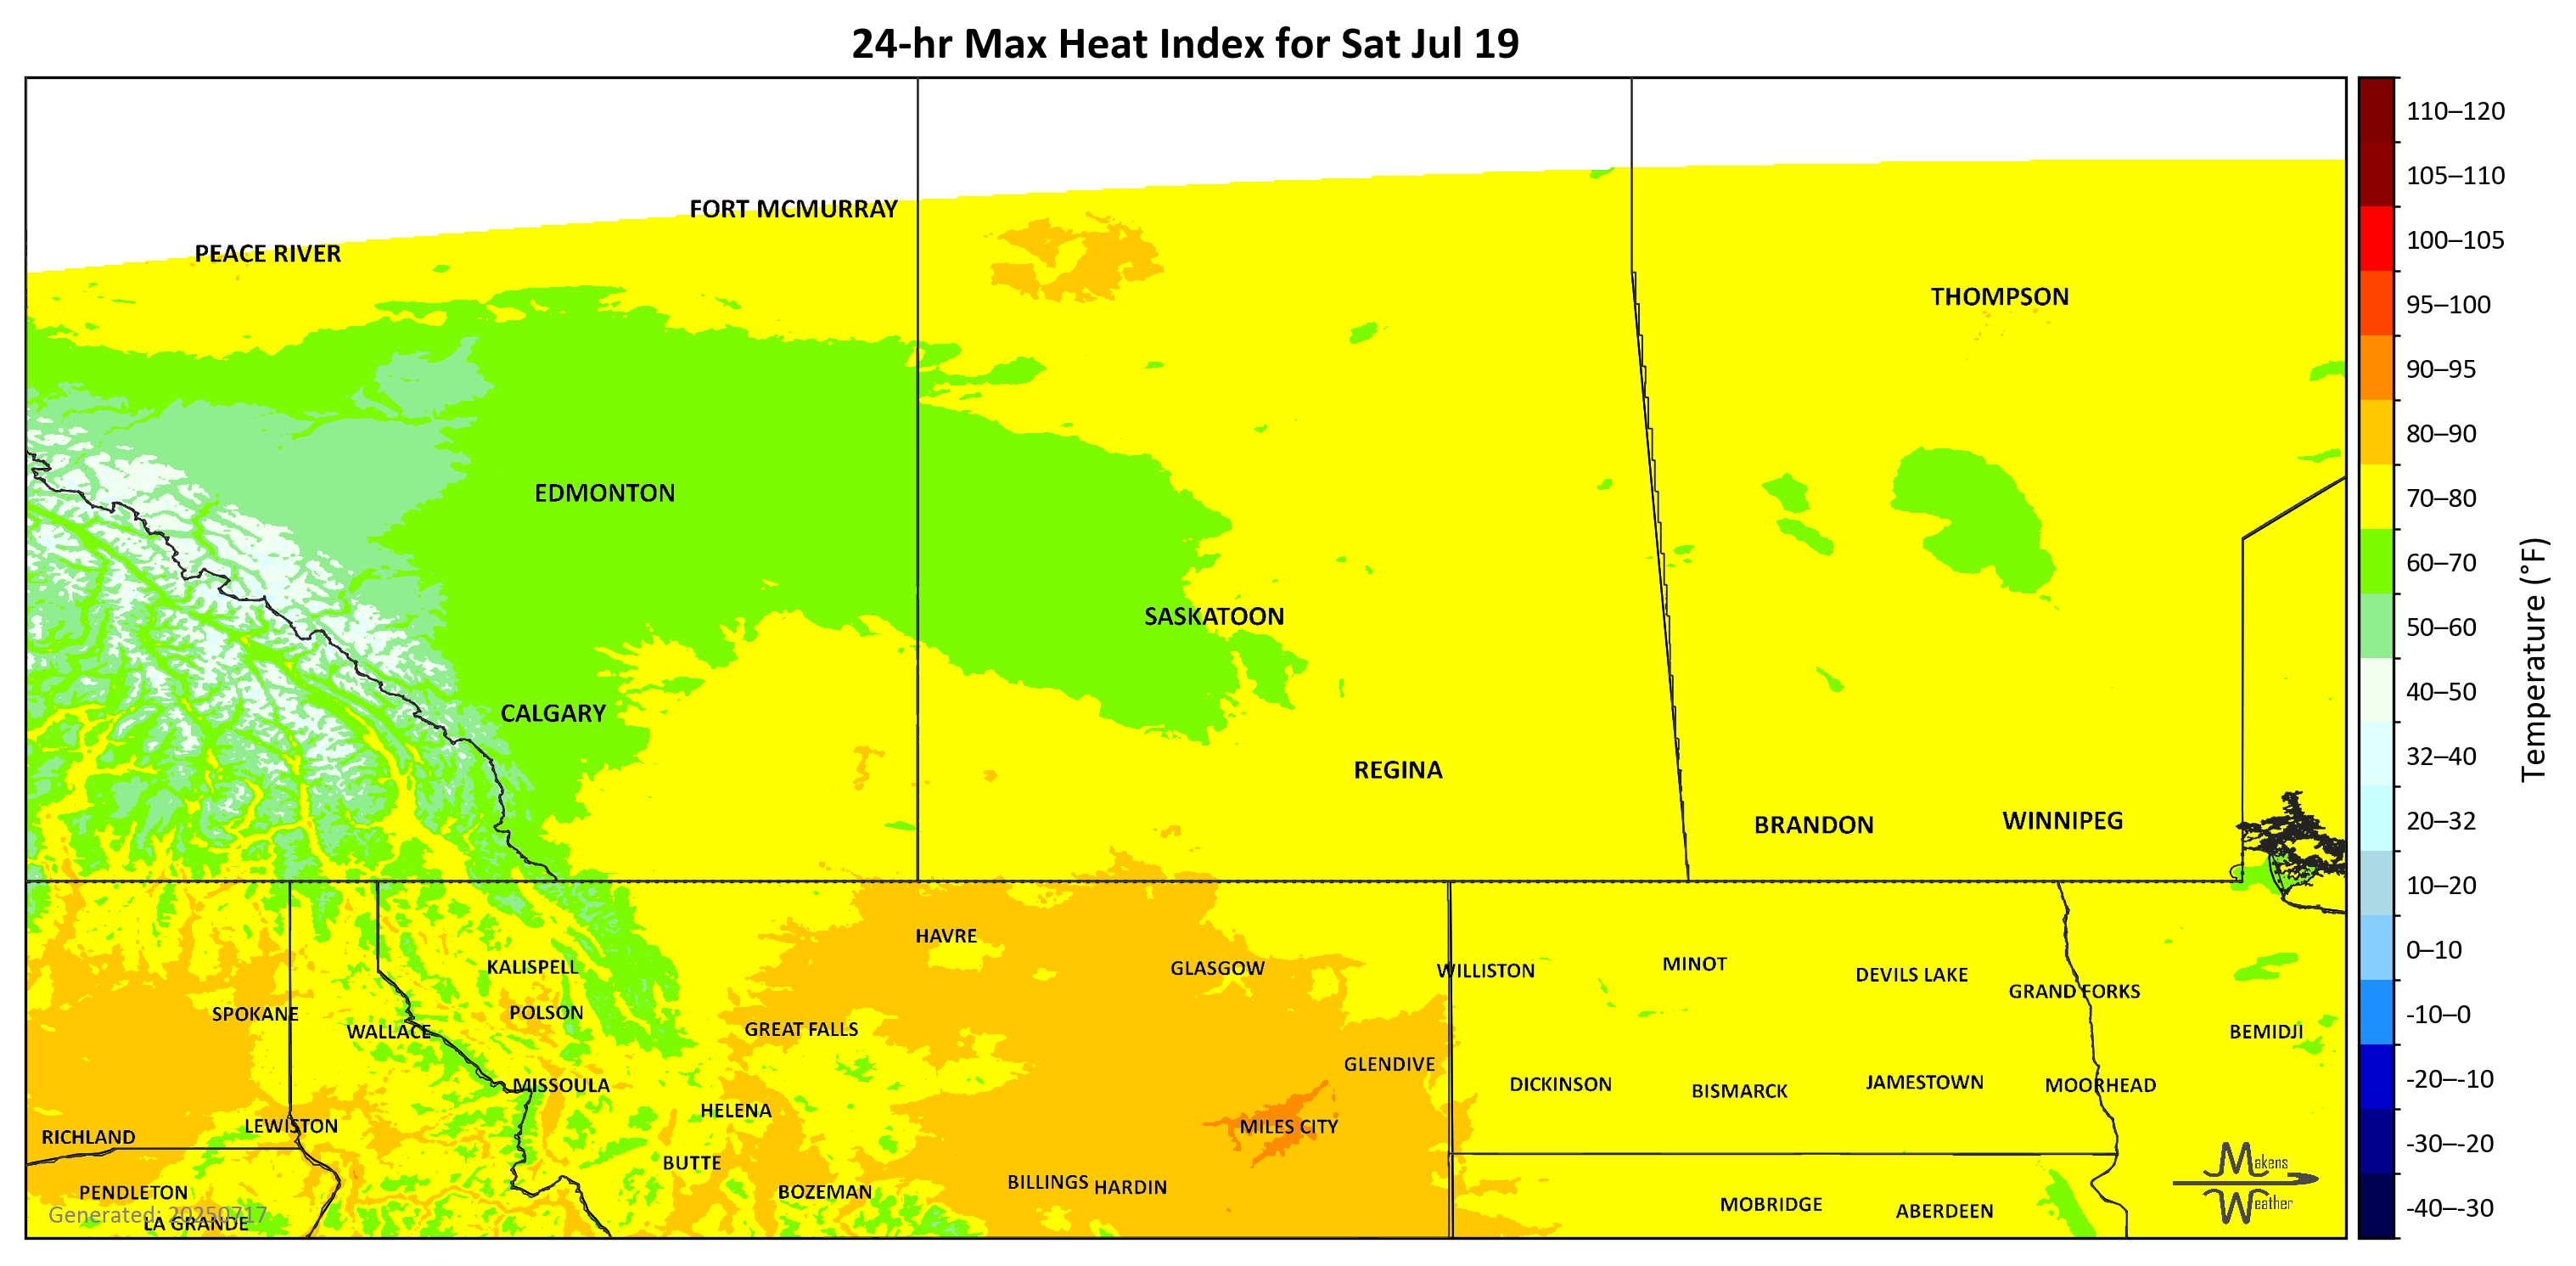 24-hr Max Heat Index for Sat Jul 19
FORT MCMURRAY
PEACE RIVER
THOMPSON
EDMONTON
SASKATOON
CALGARY
REGINA
BRANDON
WINNIPEG
HAVRE
KALISPELL
GLASGOW
WILLISTON
MINOT
DEVILS LAKE
GRAND FORKS
SPOKANE
POLSON
WALLACE
GREAT FALLS
BEMIDJI
GLENDIVE
MISSOULA
DICKINSON
BISMARCK
JAMESTOWN
MOORHEAD
HELENA
LEWISTON
MILES CITY
RICHLAND
BUTTE
PENDLETON
BOZEMAN
BILLINGS
HARDIN
MOBRIDGE
ABERDEEN
LA GRANDE
Generated: 20250717
Makens
Weather
110–120
105–110
100–105
95–100
90–95
80–90
70–80
60–70
50–60
40–50
32–40
20–32
10–20
0–10
-10–0
-20–-10
-30–-20
-40–-30
Temperature (°F)